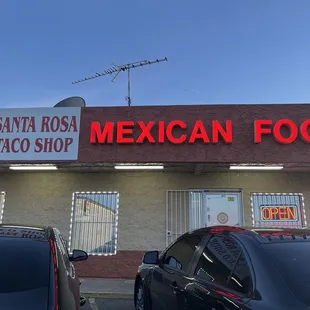 SANTA ROSA
TACO SHOP
MEXICAN FOO
OPEN